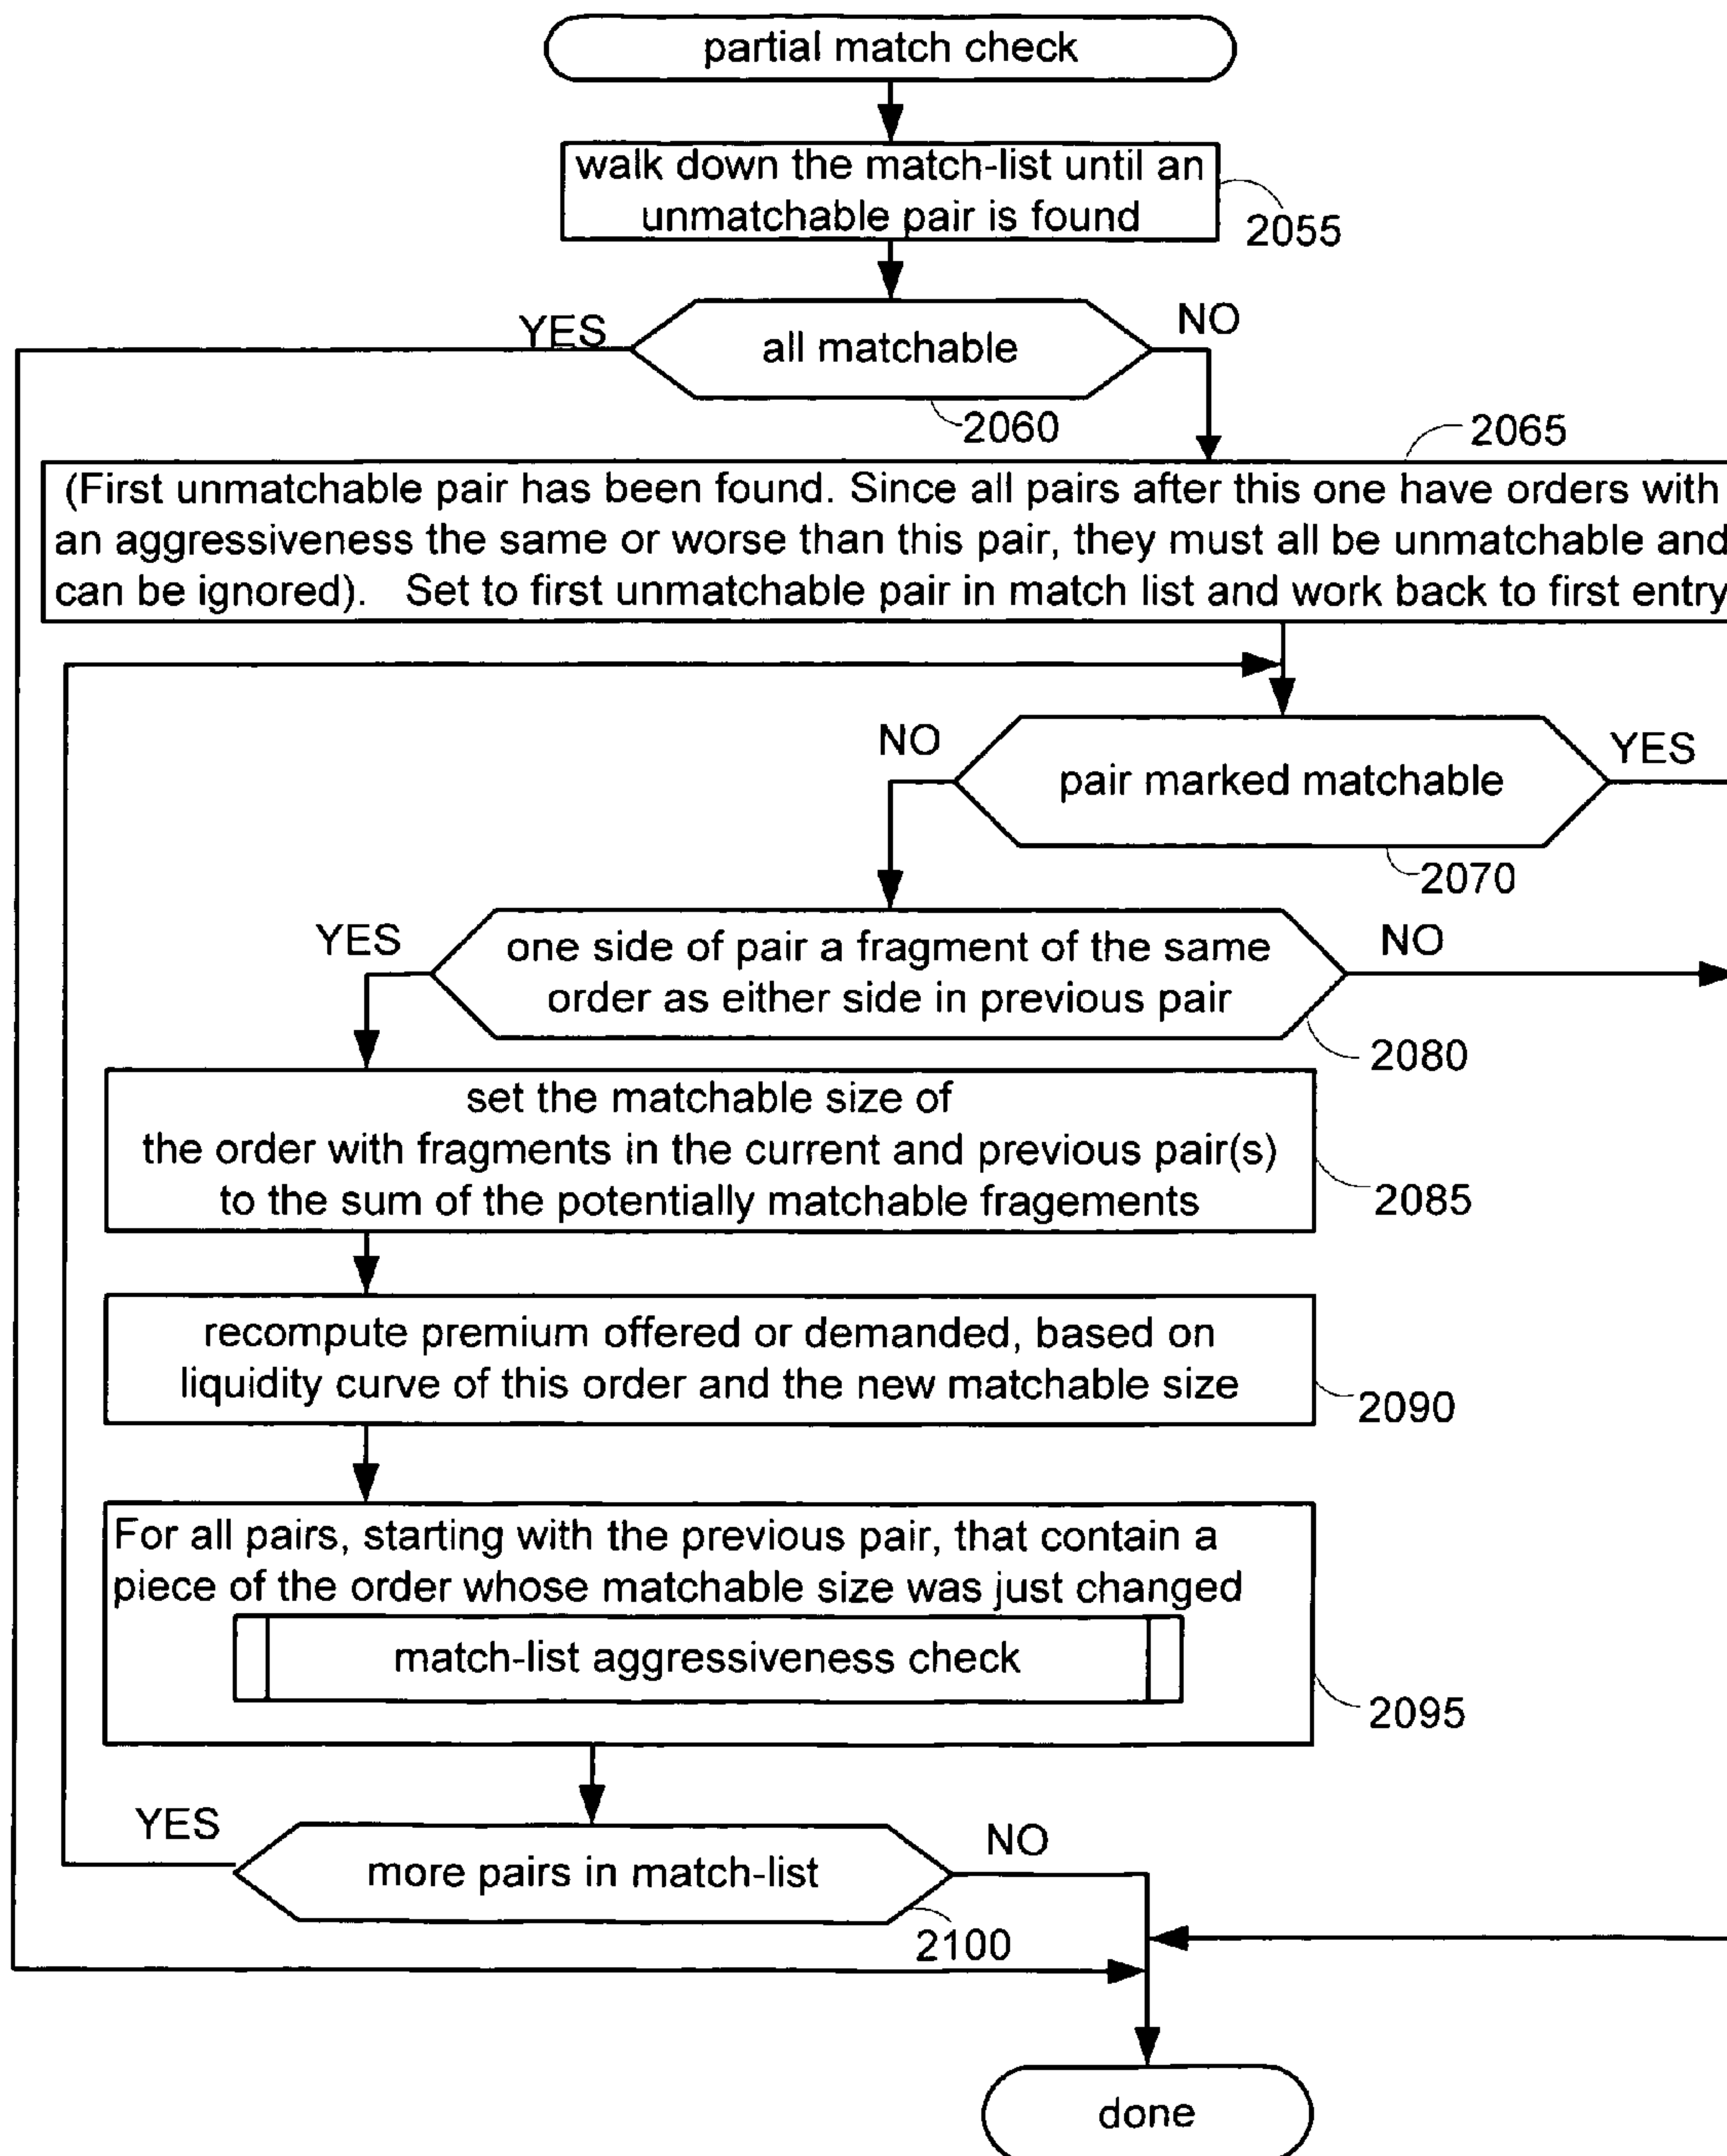 partial match check
walk down the match-list until an
unmatchable pair is found
2055
YES
NO
all matchable
2060
2065
(First unmatchable pair has been found. Since all pairs after this one have orders with
an aggressiveness the same or worse than this pair, they must all be unmatchable and
can be ignored). Set to first unmatchable pair in match list and work back to first entry
NO
YES
pair marked matchable
2070
YES
NO
one side of pair a fragment of the same
order as either side in previous pair
2080
set the matchable size of
the order with fragments in the current and previous pair(s)
to the sum of the potentially matchable fragements
2085
recompute premium offered or demanded, based on
liquidity curve of this order and the new matchable size
2090
For all pairs, starting with the previous pair, that contain a
piece of the order whose matchable size was just changed
match-list aggressiveness check
2095
YES
NO
more pairs in match-list
2100
done